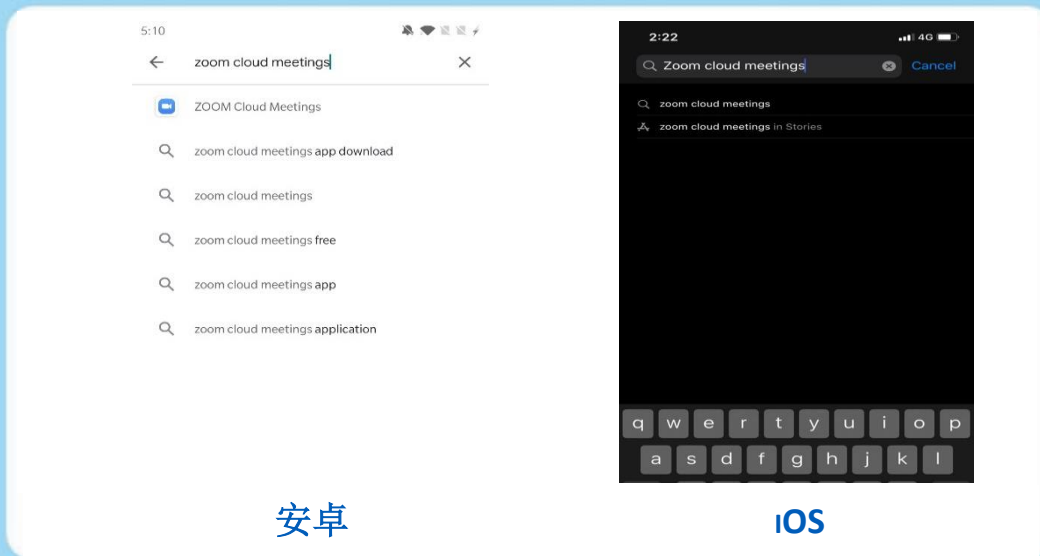 5:10
zoom cloud meetings
ZOOM Cloud Meetings
zoom cloud meetings app download
zoom cloud meetings
zoom cloud meetings free
zoom cloud meetings app
zoom cloud meetings application
安卓
2:22
4G
Zoom cloud meetings
Cancel
zoom cloud meetings
zoom cloud meetings in Stories
q w e r t y u i o p
a s d f g h j k l
IOS